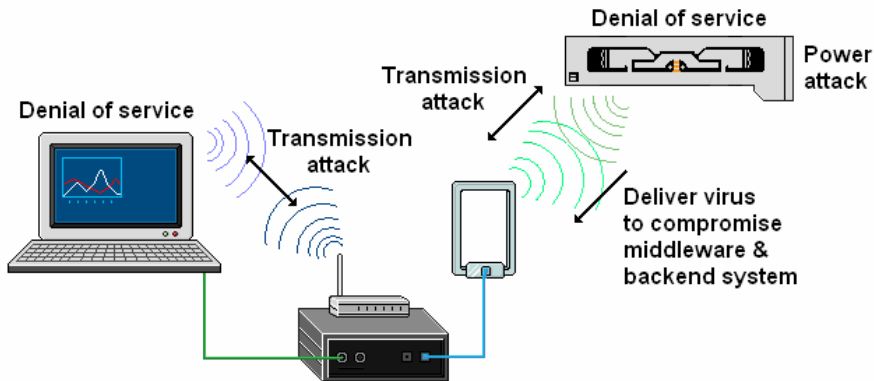 Denial of service
Power
attack
Transmission
attack
Denial of service
Transmission
attack
Deliver virus
to compromise
middleware &
backend system